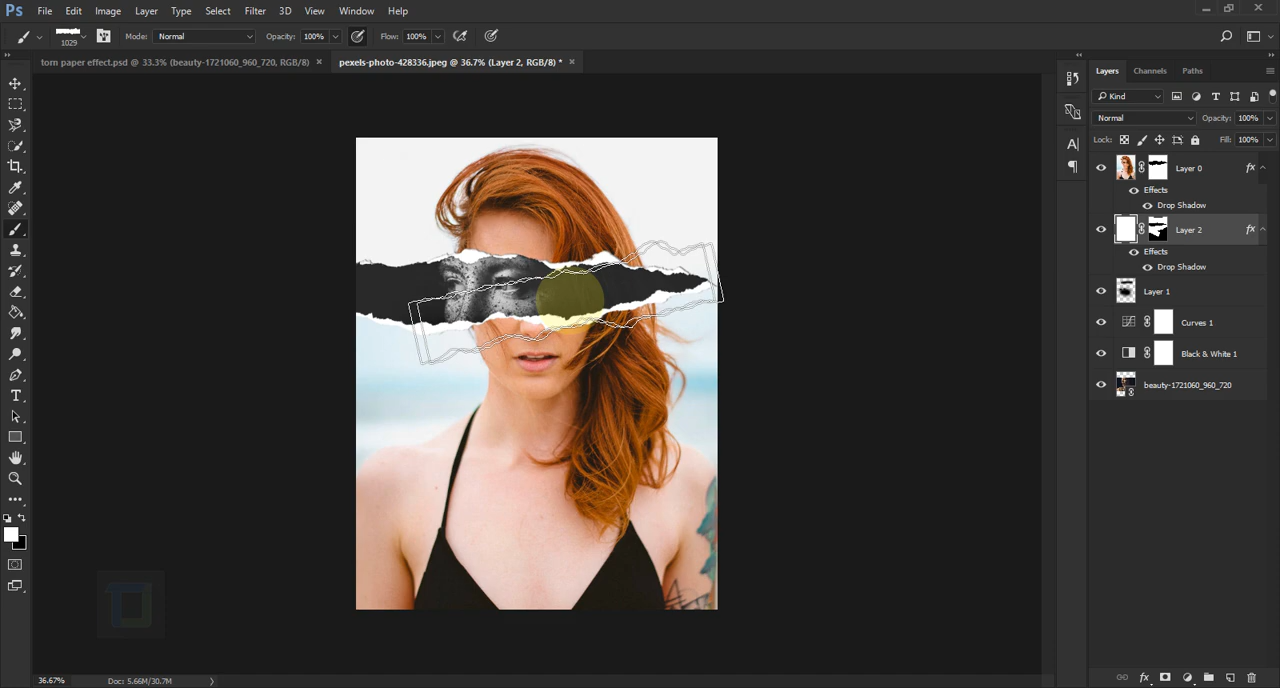 Ps File Edit Image Layer Type Select Filter 3D View Window Help
1029 Mode: Normal Opacity: 100% Flow: 100%
torn paper effect.psd @ 33.3% (beauty-1721060_960_720, RGB/8) × pexels-photo-428336.jpeg @ 36.7% (Layer 2, RGB/8) * ×
Layers Channels Paths
Kind
Normal Opacity: 100%
Lock: Fill: 100%
Layer 0 fx
Effects
Drop Shadow
Layer 2 fx
Effects
Drop Shadow
Layer 1
Curves 1
Black & White 1
beauty-1721060_960_720
36.67% Doc: 5.66M/30.7M
fx